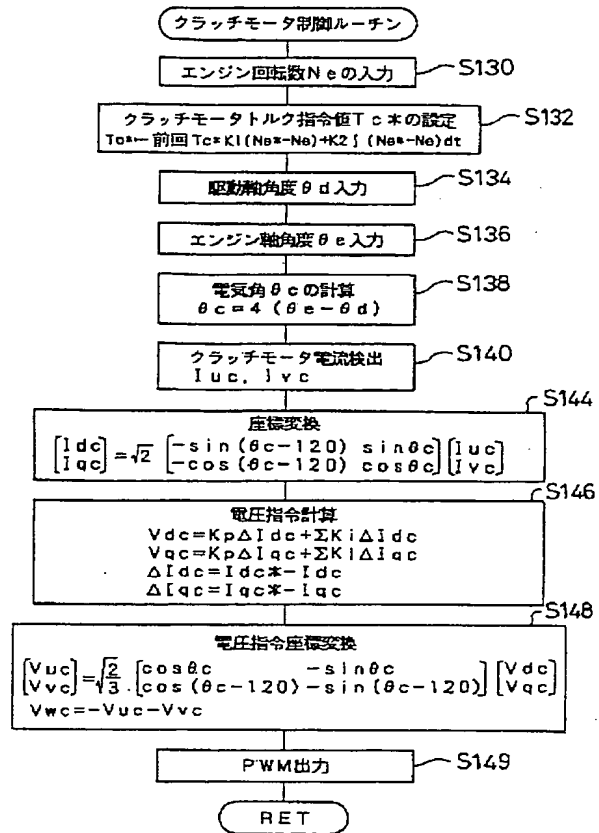 クラッチモータ制御ルーチン
エンジン回転数Neの入力
S130
クラッチモータトルク指令値Tc*の設定
Tc*←前回Tc*K1(Ne*-Ne)+K2∫(Ne*-Ne)dt
S132
駆動軸角度θd入力
S134
エンジン軸角度θe入力
S136
電気角θcの計算
θc=4(θe-θd)
S138
クラッチモータ電流検出
Iuc, Ivc
S140
S144
座標変換
[Idc] = √2 [-sin(θc-120) sinθc] [Iuc]
[Iqc] [-cos(θc-120) cosθc] [Ivc]
S146
電圧指令計算
Vdc=KpΔIdc+ΣKiΔIdc
Vqc=KpΔIqc+ΣKiΔIqc
ΔIdc=Idc*-Idc
ΔIqc=Iqc*-Iqc
S148
電圧指令座標変換
[Vuc] = √2/3 · [cosθc -sinθc] [Vdc]
[Vvc] [cos(θc-120) -sin(θc-120)] [Vqc]
Vwc=-Vuc-Vvc
PWM出力
S149
RET